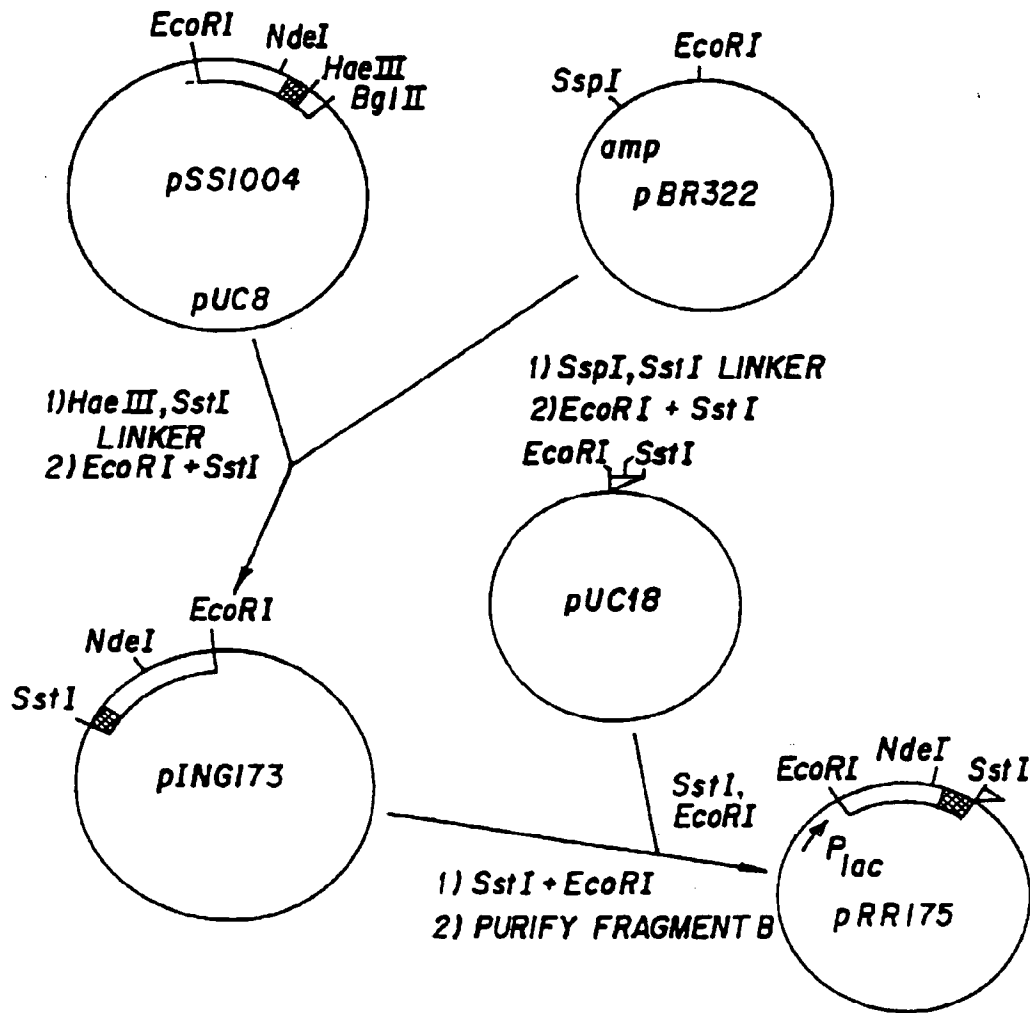 EcoRI
NdeI
HaeIII
BglII
pSS1004
pUC8
EcoRI
SspI
amp
pBR322
1) HaeIII, SstI
LINKER
2) EcoRI + SstI
1) SspI, SstI LINKER
2) EcoRI + SstI
EcoRI
SstI
pUC18
EcoRI
NdeI
SstI
pING173
SstI,
EcoRI
1) SstI + EcoRI
2) PURIFY FRAGMENT B
EcoRI
NdeI
SstI
Plac
pRR175